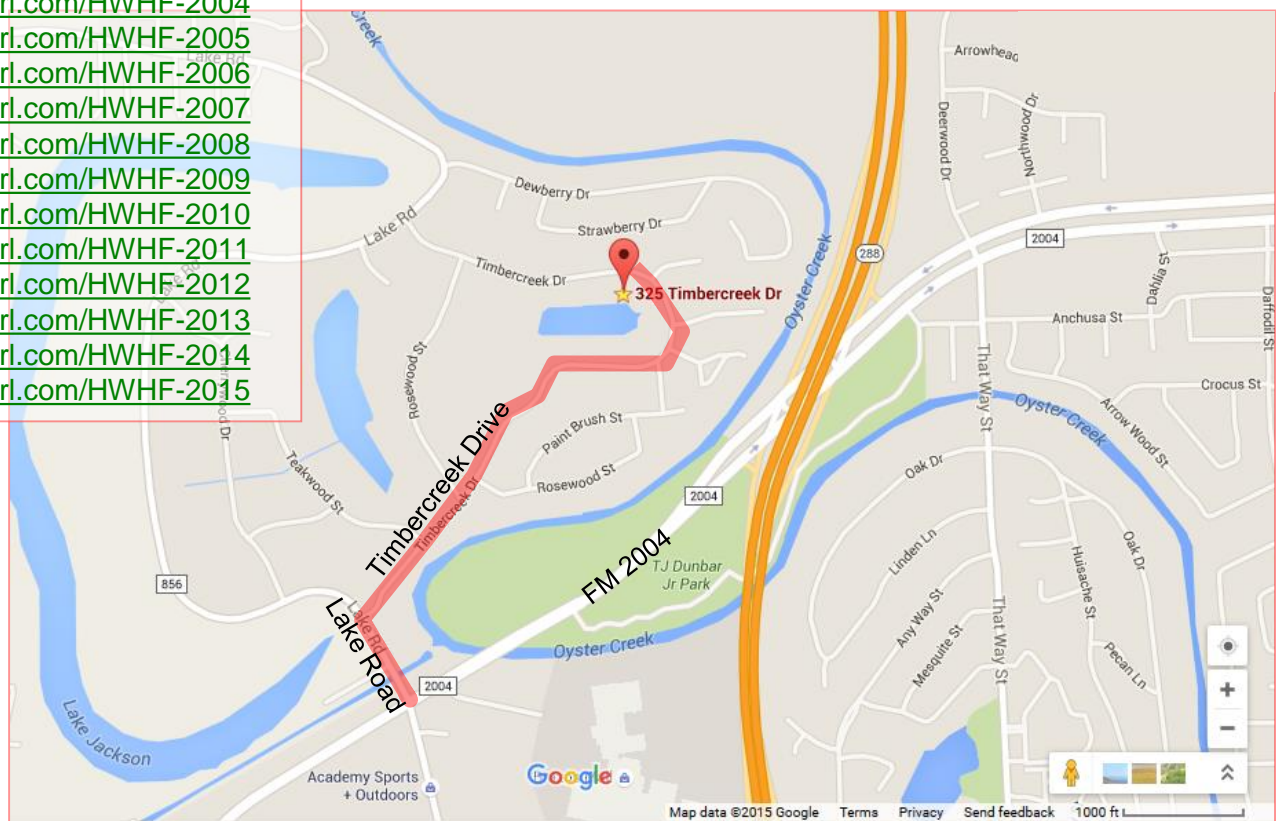 rl.com/HWHF-2004
rl.com/HWHF-2005
rl.com/HWHF-2006
rl.com/HWHF-2007
rl.com/HWHF-2008
rl.com/HWHF-2009
rl.com/HWHF-2010
rl.com/HWHF-2011
rl.com/HWHF-2012
rl.com/HWHF-2013
rl.com/HWHF-2014
rl.com/HWHF-2015
Creek
Lake Rd
Arrowhead
Deerwood Dr
Northwood Dr
Dewberry Dr
Strawberry Dr
Lake Rd
Timbercreek Dr
325 Timbercreek Dr
Oyster Creek
288
2004
Dahlia St
Daffodil St
Anchusa St
Lake Rd
Rosewood St
That Way St
Crocus St
Oyster Creek
Arrow Wood St
Paint Brush St
Rosewood St
Timbercreek Drive
Timbercreek Dr
Teakwood St
Oak Dr
2004
FM 2004
TJ Dunbar
Jr Park
Linden Ln
Huisache St
Oak Dr
856
Lake Rd
Lake Road
Any Way St
Mesquite St
That Way St
Pecan Ln
Oyster Creek
2004
Lake Jackson
Academy Sports
+ Outdoors
Google
+
−
Map data ©2015 Google Terms Privacy Send feedback 1000 ft